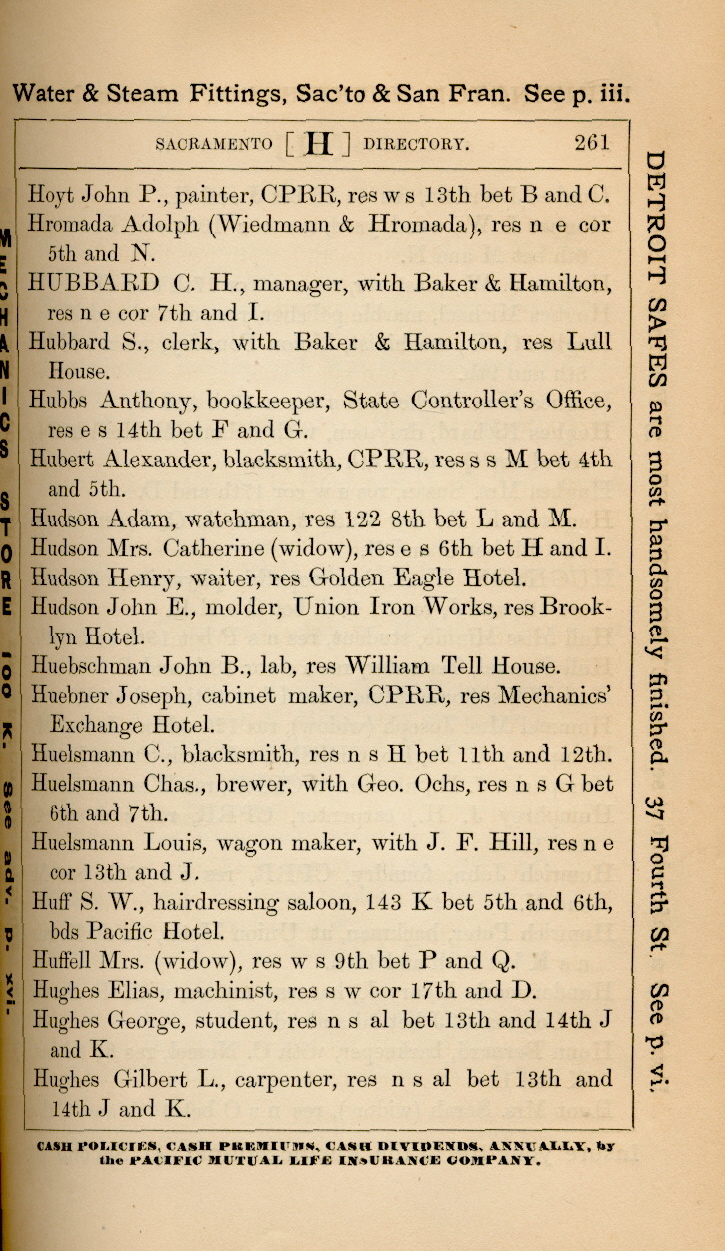 Water & Steam Fittings, Sac'to & San Fran. See p. iii.
SACRAMENTO [ H ] DIRECTORY. 261
Hoyt John P., painter, CPRR, res w s 13th bet B and C.
Hromada Adolph (Wiedmann & Hromada), res n e cor
5th and N.
HUBBARD C. H., manager, with Baker & Hamilton,
res n e cor 7th and I.
Hubbard S., clerk, with Baker & Hamilton, res Lull
House.
Hubbs Anthony, bookkeeper, State Controller's Office,
res e s 14th bet F and G.
Hubert Alexander, blacksmith, CPRR, res s s M bet 4th
and 5th.
Hudson Adam, watchman, res 122 8th bet L and M.
Hudson Mrs. Catherine (widow), res e s 6th bet H and I.
Hudson Henry, waiter, res Golden Eagle Hotel.
Hudson John E., molder, Union Iron Works, res Brook-
lyn Hotel.
Huebschman John B., lab, res William Tell House.
Huebner Joseph, cabinet maker, CPRR, res Mechanics'
Exchange Hotel.
Huelsmann C., blacksmith, res n s H bet 11th and 12th.
Huelsmann Chas., brewer, with Geo. Ochs, res n s G bet
6th and 7th.
Huelsmann Louis, wagon maker, with J. F. Hill, res n e
cor 13th and J.
Huff S. W., hairdressing saloon, 143 K bet 5th and 6th,
bds Pacific Hotel.
Huffell Mrs. (widow), res w s 9th bet P and Q.
Hughes Elias, machinist, res s w cor 17th and D.
Hughes George, student, res n s al bet 13th and 14th J
and K.
Hughes Gilbert L., carpenter, res n s al bet 13th and
14th J and K.
CASH POLICIES, CASH PREMIUMS, CASH DIVIDENDS, ANNUALLY, by
the PACIFIC MUTUAL LIFE INSURANCE COMPANY.
MECHANICS STORE 100 K. See adv. p. xvi.
DETROIT SAFES are most handsomely finished. 37 Fourth St. See p. vi.